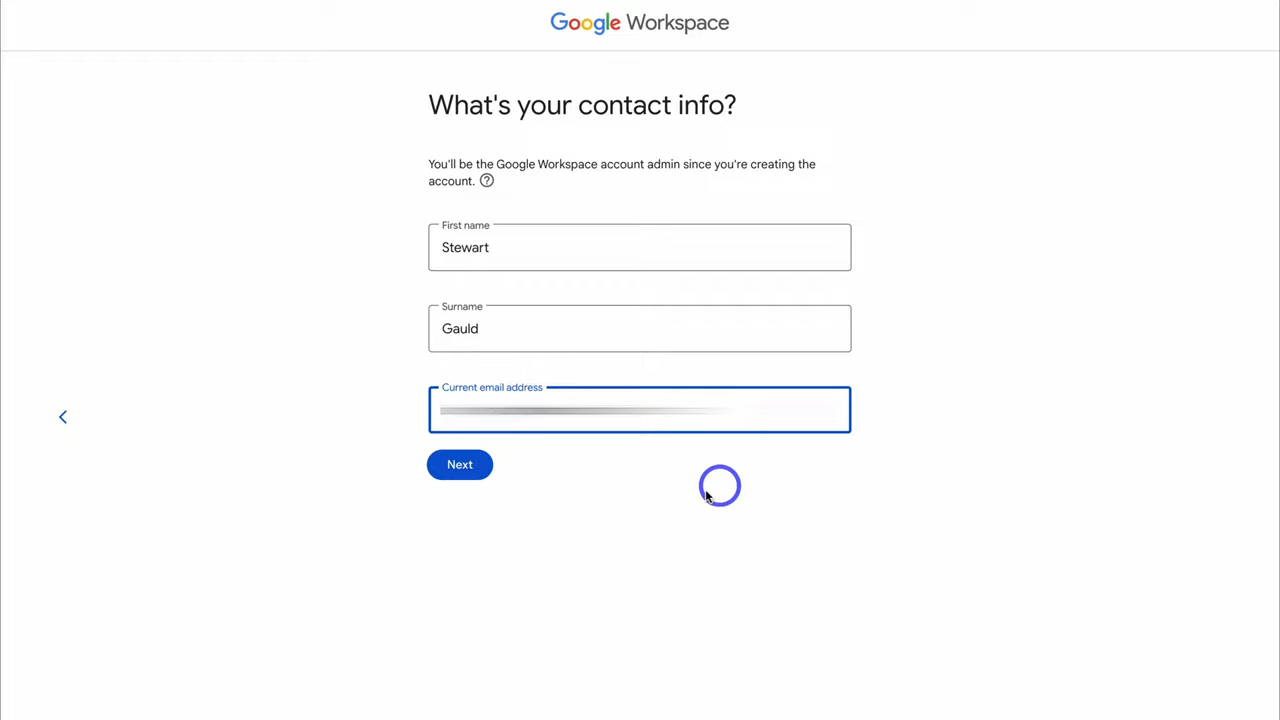 Google Workspace
What's your contact info?
You'll be the Google Workspace account admin since you're creating the
account.
First name
Stewart
Surname
Gauld
Current email address
Next